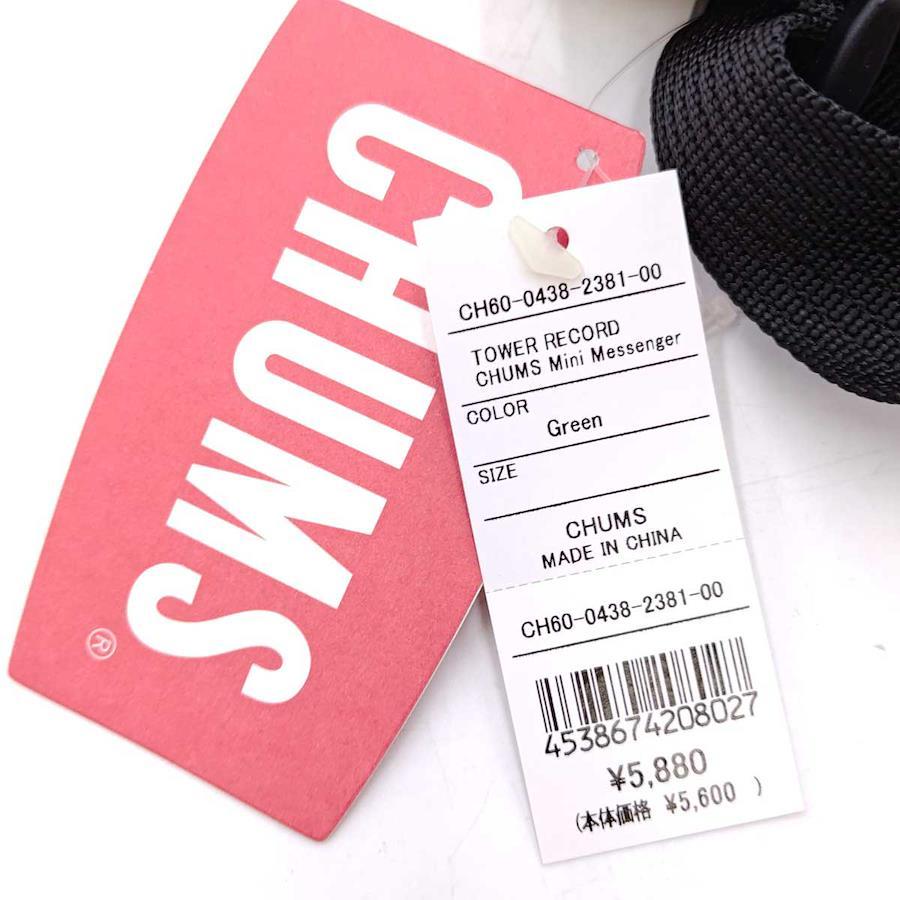 CHUMS
®
CH60-0438-2381-00
TOWER RECORD
CHUMS Mini Messenger
COLOR
Green
SIZE
CHUMS
MADE IN CHINA
CH60-0438-2381-00
4538674208027
¥5,880
(本体価格 ¥5,600 )